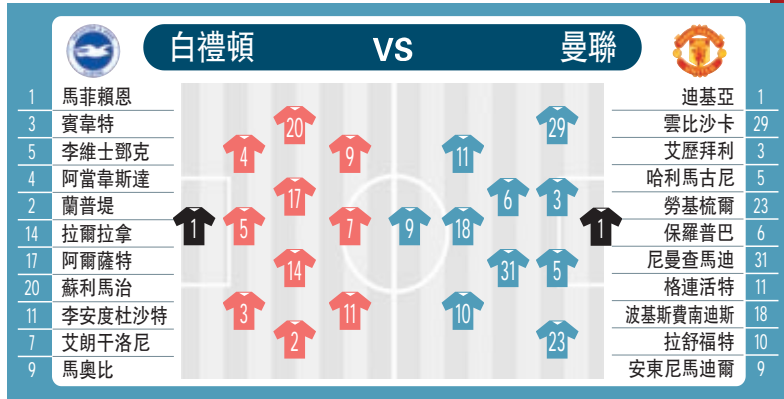 白禮頓 VS 曼聯
1 馬菲賴恩
3 賓韋特
5 李維士鄧克
4 阿當韋斯達
2 蘭普堤
14 拉爾拉拿
17 阿爾薩特
20 蘇利馬治
11 李安度杜沙特
7 艾朗干洛尼
9 馬奧比
20
4
9
17
1
5
7
14
3
11
2
29
11
6
3
9
18
1
31
5
10
23
迪基亞 1
雲比沙卡 29
艾歷拜利 3
哈利馬古尼 5
勞基梳爾 23
保羅普巴 6
尼曼查馬迪 31
格連活特 11
波基斯費南迪斯 18
拉舒福特 10
安東尼馬迪爾 9